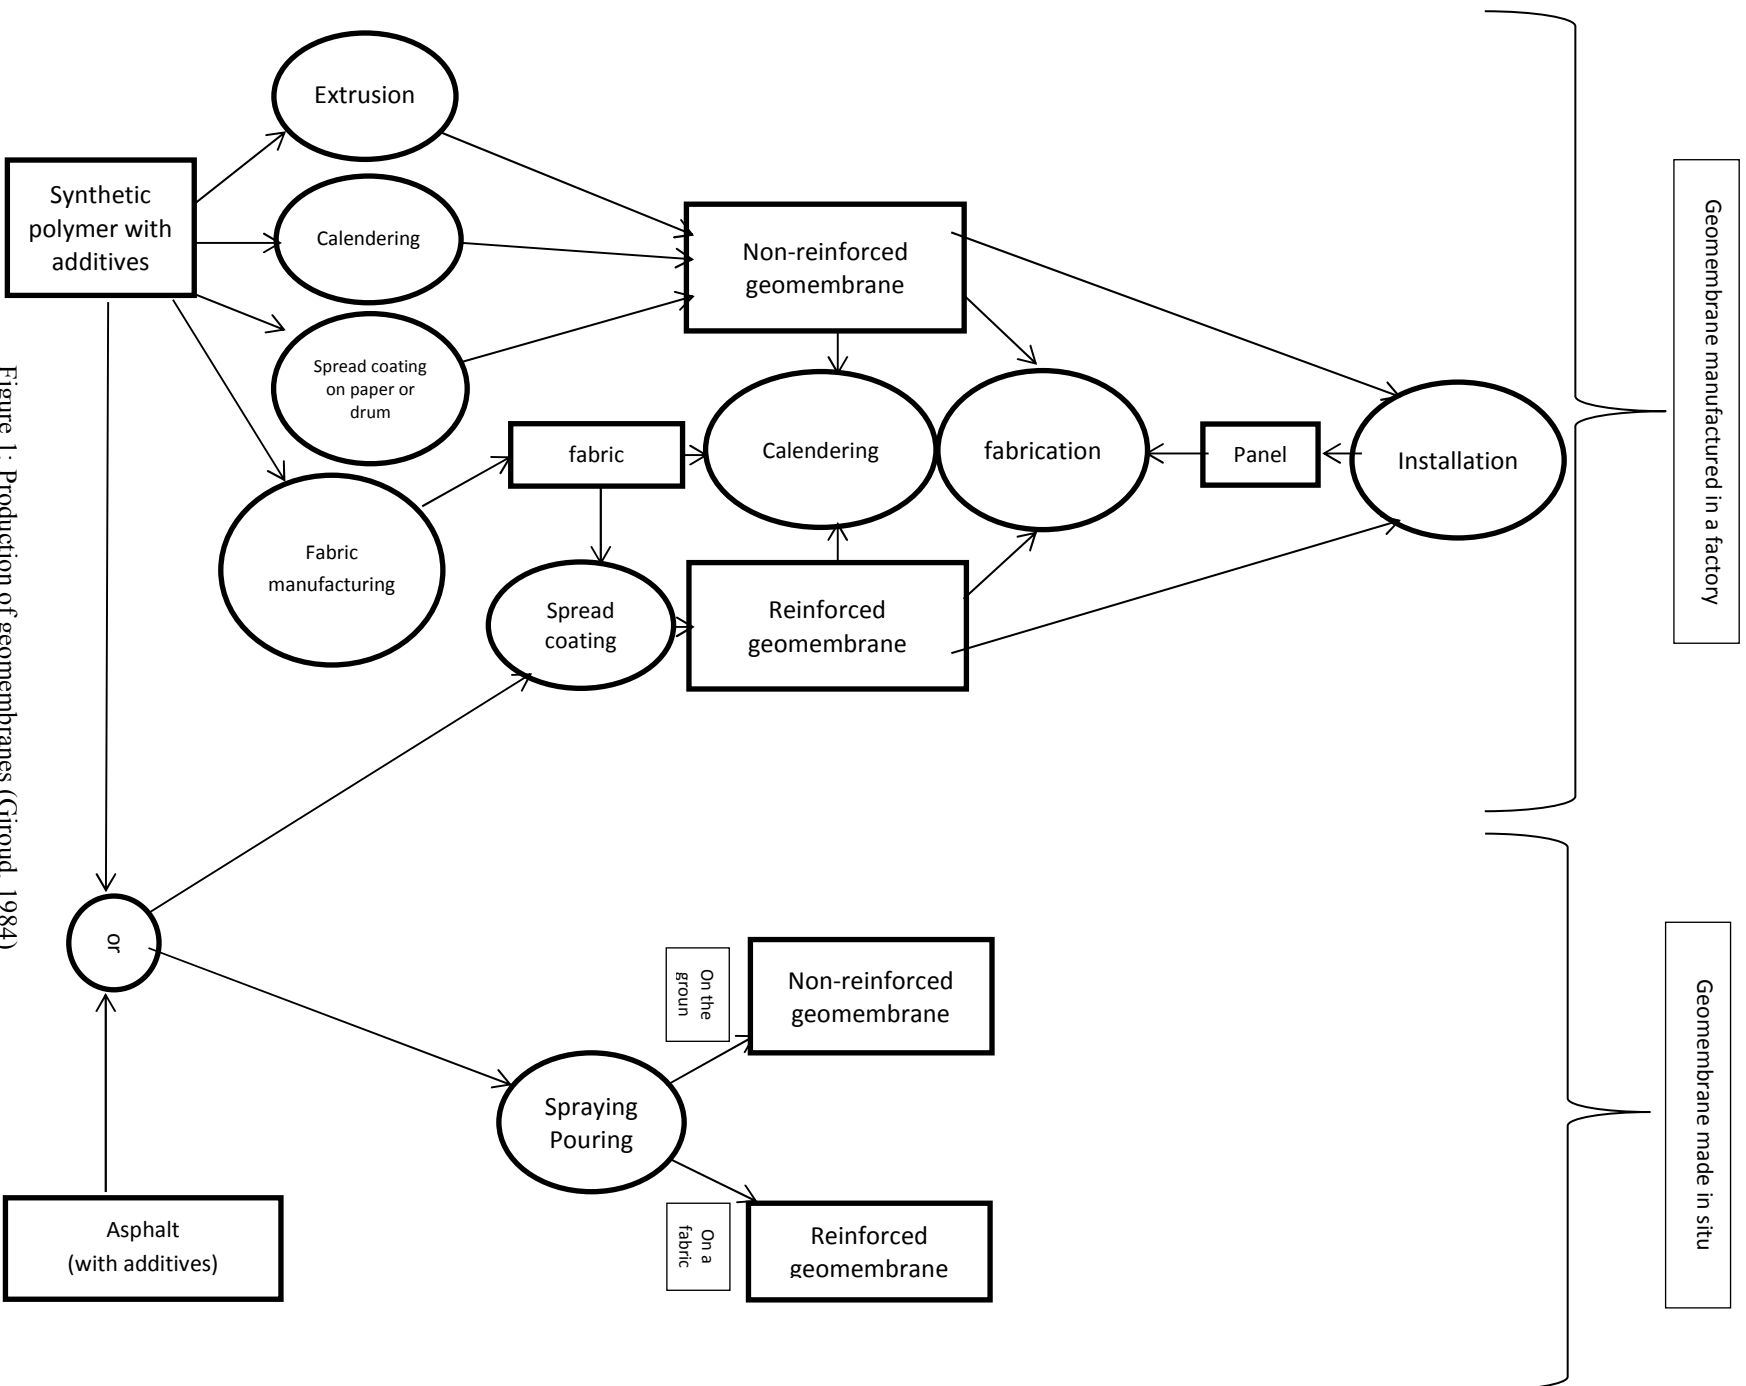 Extrusion
Synthetic
polymer with
additives
Calendering
Spread coating
on paper or
drum
Fabric
manufacturing
fabric
Spread
coating
Non-reinforced
geomembrane
Calendering
fabrication
Panel
Installation
Reinforced
geomembrane
Geomembrane manufactured in a factory
or
Asphalt
(with additives)
Spraying
Pouring
On the
groun
Non-reinforced
geomembrane
On a
fabric
Reinforced
geomembrane
Geomembrane made in situ
Figure 1: Production of geomembranes (Giroud, 1984)